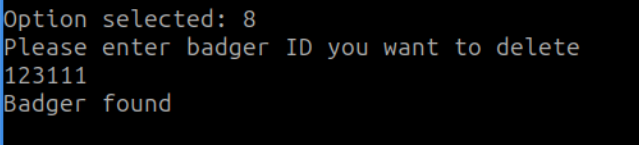 Option selected: 8
Please enter badger ID you want to delete
123111
Badger found